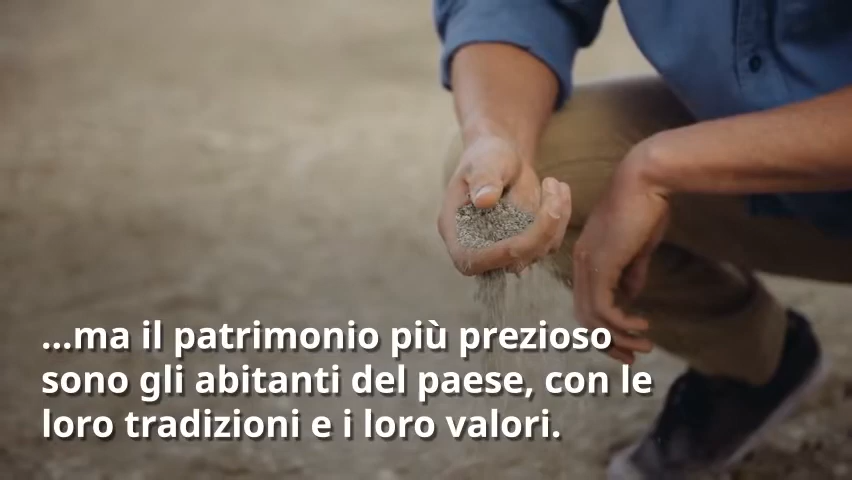 ...ma il patrimonio più prezioso
sono gli abitanti del paese, con le
loro tradizioni e i loro valori.